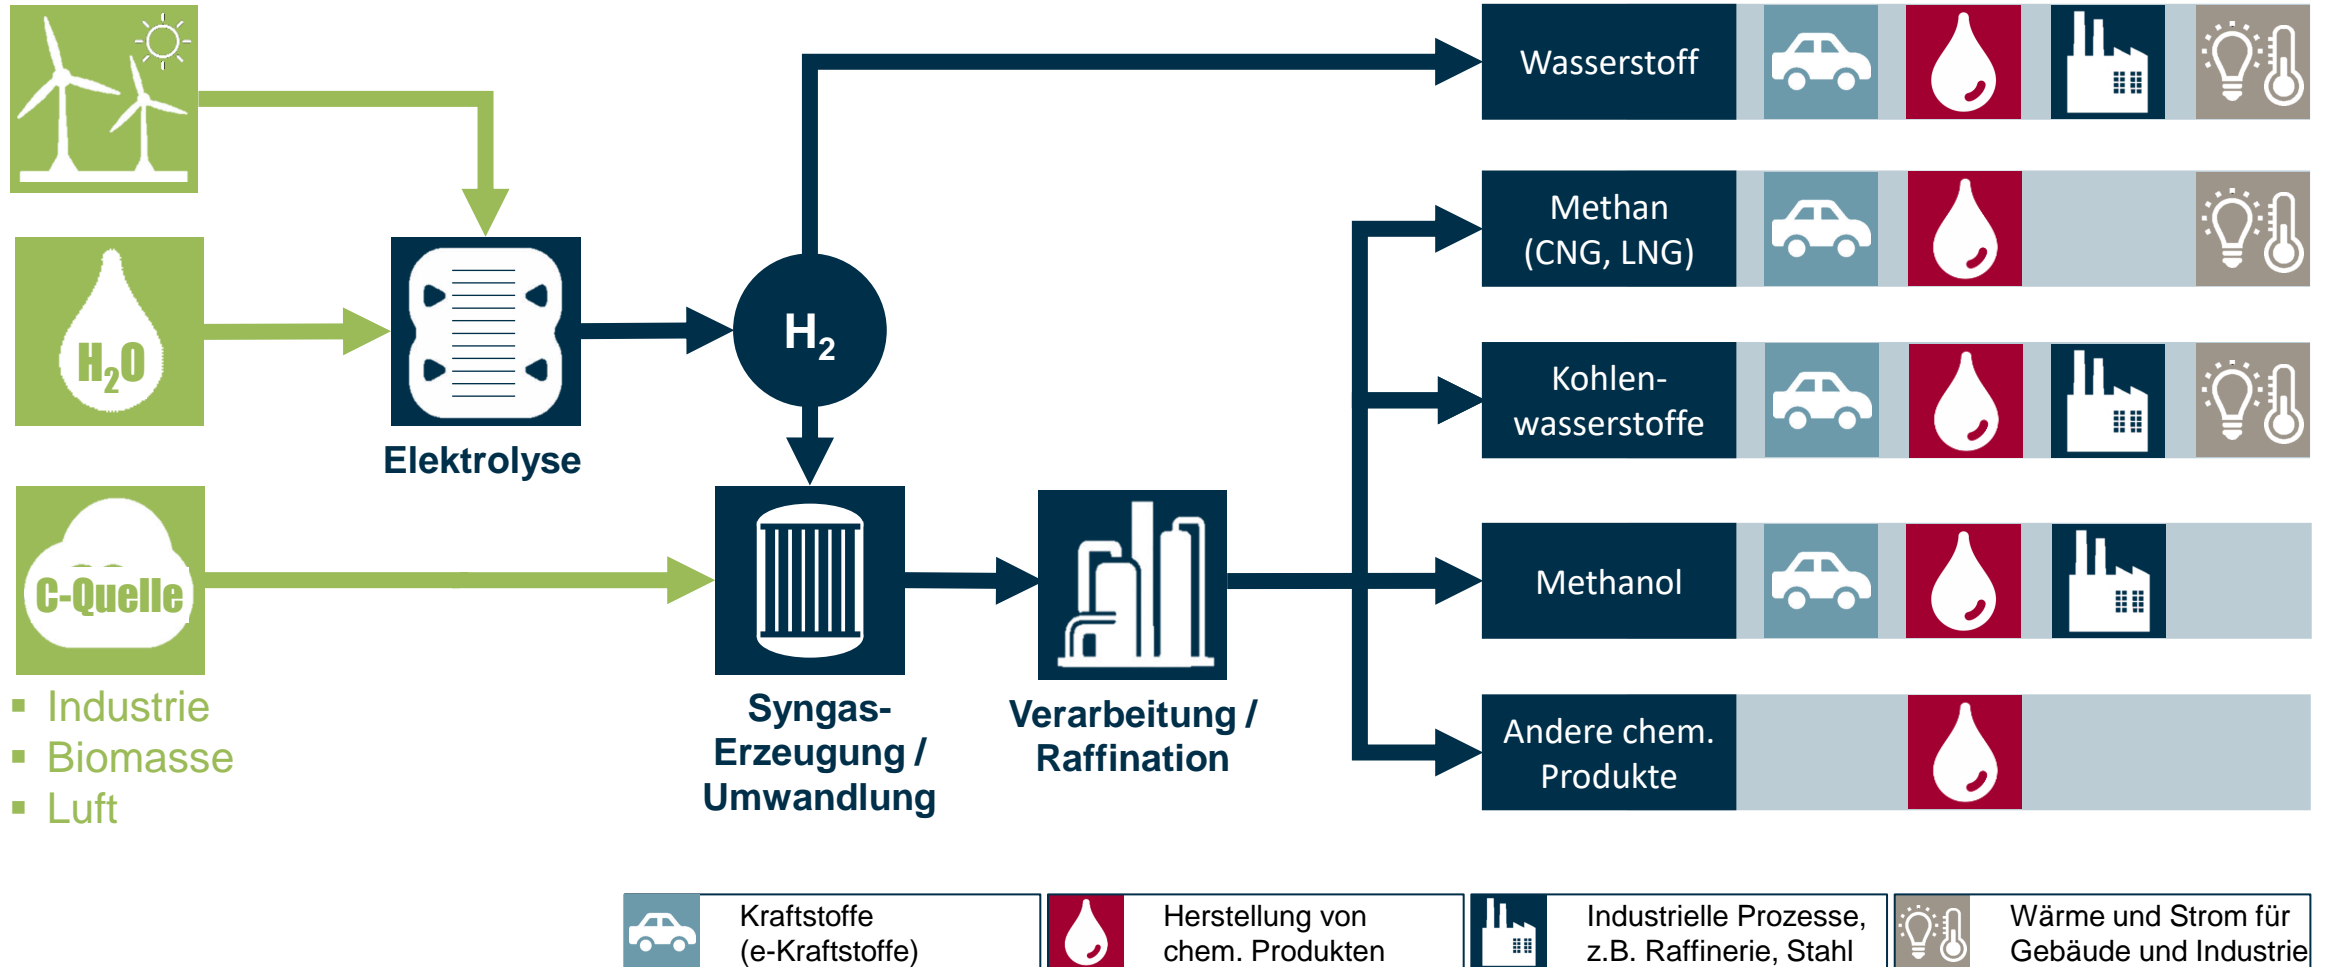 H₂O
Elektrolyse
H₂
C-Quelle
▪ Industrie
▪ Biomasse
▪ Luft
Syngas-
Erzeugung /
Umwandlung
Verarbeitung /
Raffination
Wasserstoff
Methan
(CNG, LNG)
Kohlen-
wasserstoffe
Methanol
Andere chem.
Produkte
Kraftstoffe
(e-Kraftstoffe)
Herstellung von
chem. Produkten
Industrielle Prozesse,
z.B. Raffinerie, Stahl
Wärme und Strom für
Gebäude und Industrie